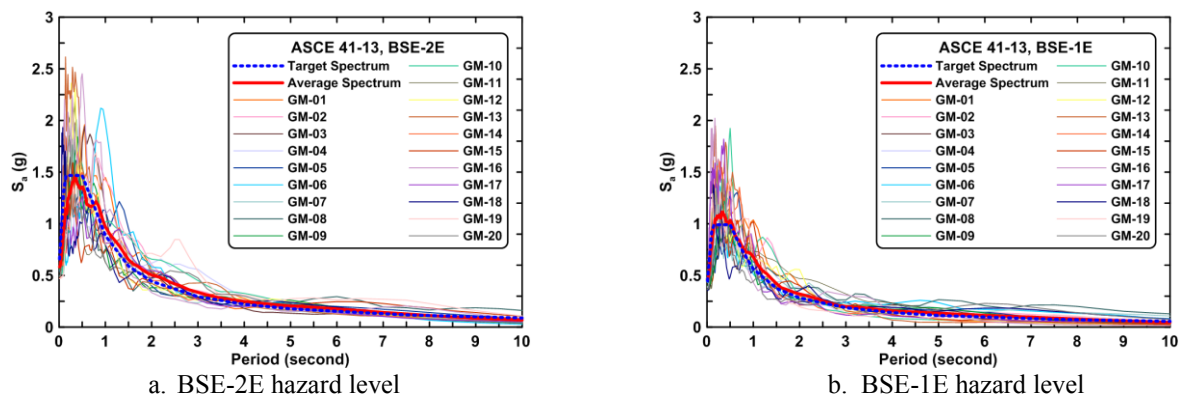 3
2.5
2
1.5
1
0.5
0
S_a (g)
0 1 2 3 4 5 6 7 8 9 10
Period (second)
ASCE 41-13, BSE-2E
Target Spectrum GM-10
Average Spectrum GM-11
GM-01 GM-12
GM-02 GM-13
GM-03 GM-14
GM-04 GM-15
GM-05 GM-16
GM-06 GM-17
GM-07 GM-18
GM-08 GM-19
GM-09 GM-20
a. BSE-2E hazard level
3
2.5
2
1.5
1
0.5
0
S_a (g)
0 1 2 3 4 5 6 7 8 9 10
Period (second)
ASCE 41-13, BSE-1E
Target Spectrum GM-10
Average Spectrum GM-11
GM-01 GM-12
GM-02 GM-13
GM-03 GM-14
GM-04 GM-15
GM-05 GM-16
GM-06 GM-17
GM-07 GM-18
GM-08 GM-19
GM-09 GM-20
b. BSE-1E hazard level